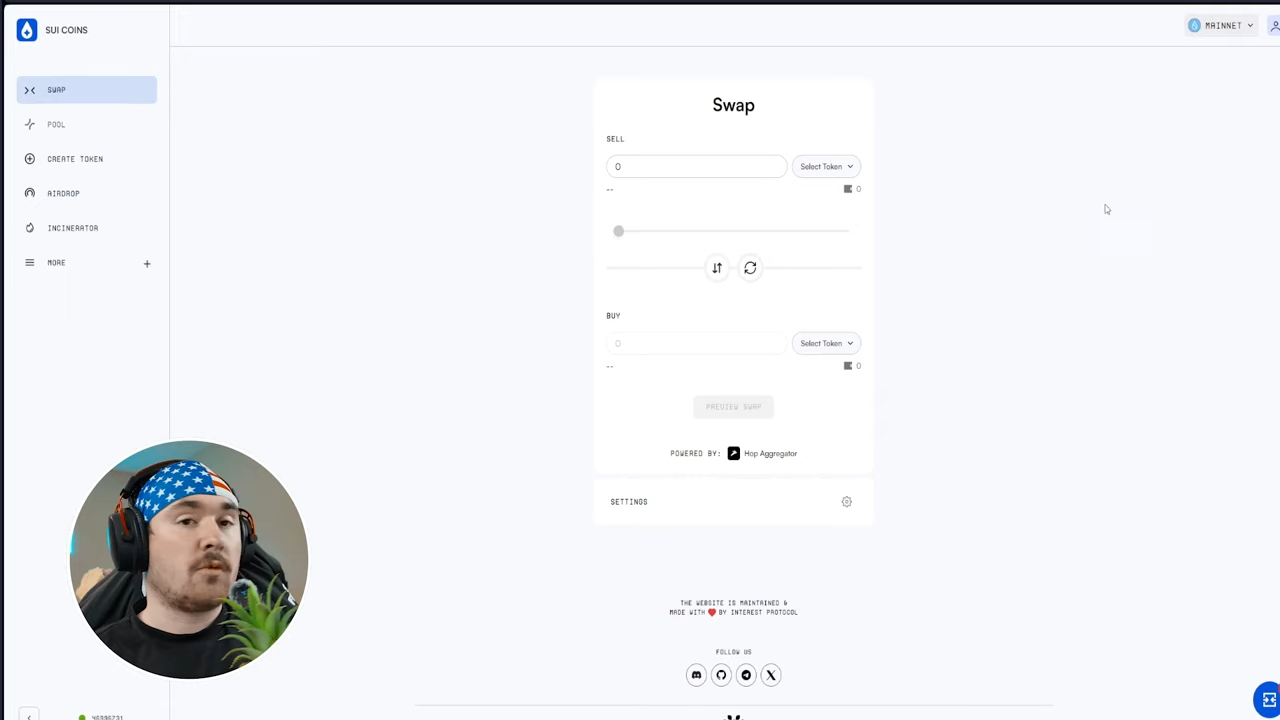 SUI COINS
MAINNET
SWAP
POOL
CREATE TOKEN
AIRDROP
INCINERATOR
MORE
Swap
SELL
0
Select Token
--
0
BUY
0
Select Token
--
0
PREVIEW SWAP
POWERED BY: Hop Aggregator
SETTINGS
THE WEBSITE IS MAINTAINED &
MADE WITH ❤ BY INTEREST PROTOCOL
FOLLOW US